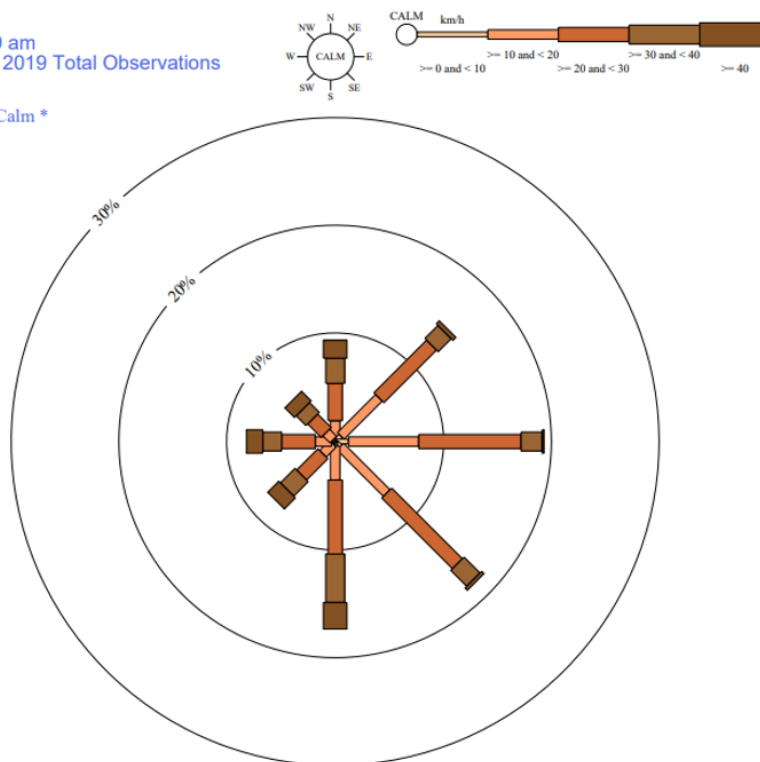 am
2019 Total Observations
Calm *
N
NW NE
W CALM E
SW SE
S
CALM km/h
>= 10 and < 20 >= 30 and < 40
>= 0 and < 10 >= 20 and < 30 >= 40
30%
20%
10%